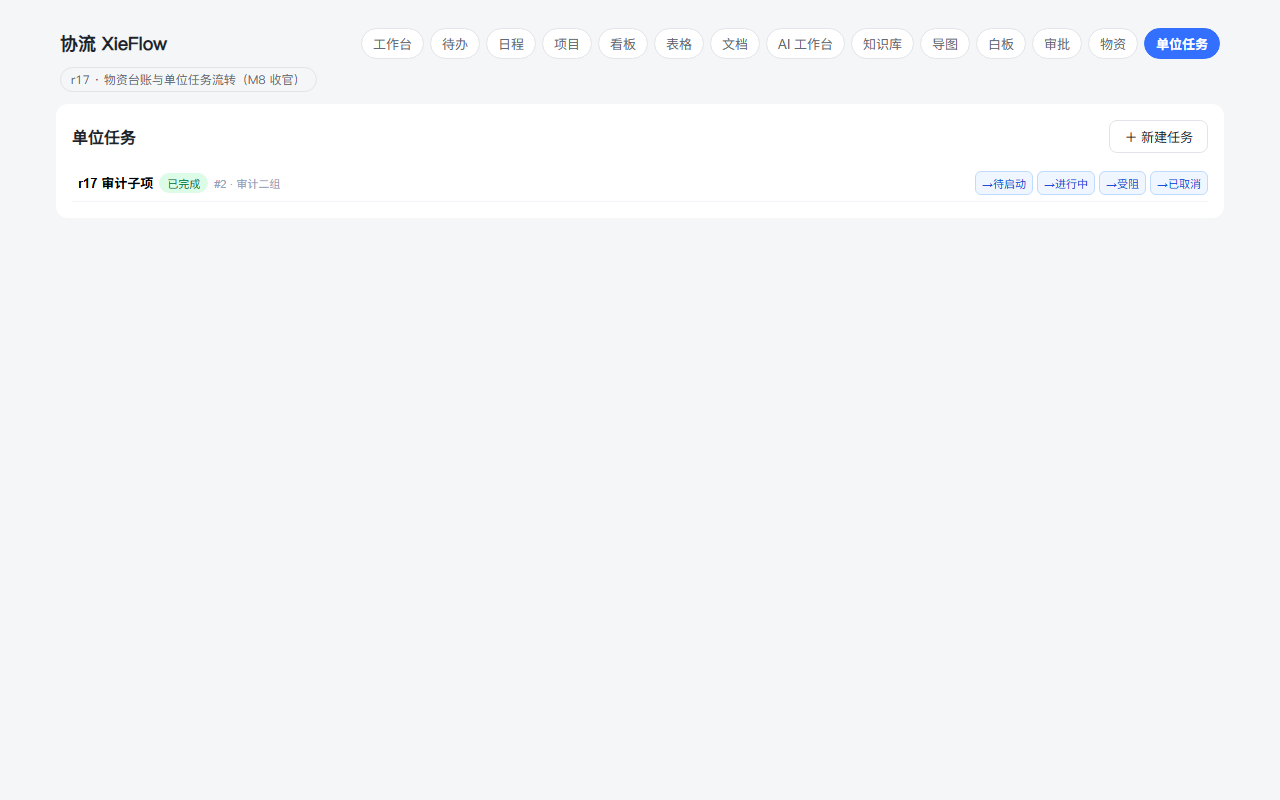 协流 XieFlow
工作台 待办 日程 项目 看板 表格 文档 AI 工作台 知识库 导图 白板 审批 物资 单位任务
r17 · 物资台账与单位任务流转（M8 收官）
单位任务
＋ 新建任务
r17 审计子项 已完成 #2 · 审计二组 →待启动 →进行中 →受阻 →已取消